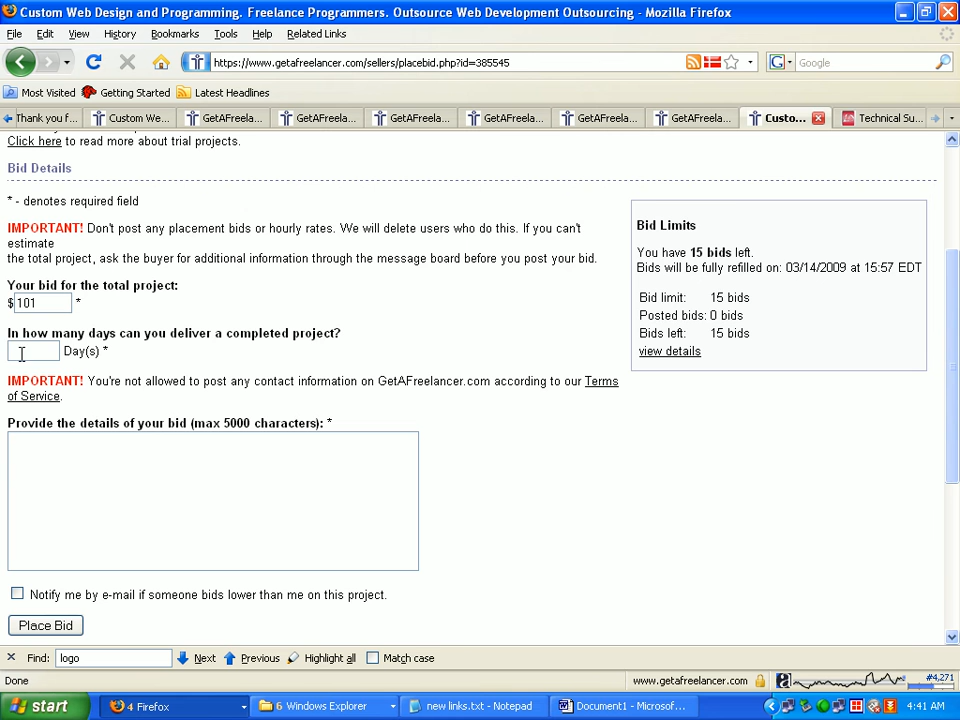 Custom Web Design and Programming. Freelance Programmers. Outsource Web Development Outsourcing - Mozilla Firefox
File Edit View History Bookmarks Tools Help Related Links
https://www.getafreelancer.com/sellers/placebid.php?id=385545
Google
Most Visited Getting Started Latest Headlines
Thank you f... Custom We... GetAFreela... GetAFreela... GetAFreela... GetAFreela... GetAFreela... GetAFreela... Custo... Technical Su...
Click here to read more about trial projects.
Bid Details
* - denotes required field
IMPORTANT! Don't post any placement bids or hourly rates. We will delete users who do this. If you can't
estimate
the total project, ask the buyer for additional information through the message board before you post your bid.
Your bid for the total project:
$ 101 *
In how many days can you deliver a completed project?
Day(s) *
IMPORTANT! You're not allowed to post any contact information on GetAFreelancer.com according to our Terms
of Service.
Provide the details of your bid (max 5000 characters): *
Notify me by e-mail if someone bids lower than me on this project.
Place Bid
Bid Limits
You have 15 bids left.
Bids will be fully refilled on: 03/14/2009 at 15:57 EDT
Bid limit: 15 bids
Posted bids: 0 bids
Bids left: 15 bids
view details
Find: logo Next Previous Highlight all Match case
Done www.getafreelancer.com #4,271
start 4 Firefox 6 Windows Explorer new links.txt - Notepad Document1 - Microsof... 4:41 AM